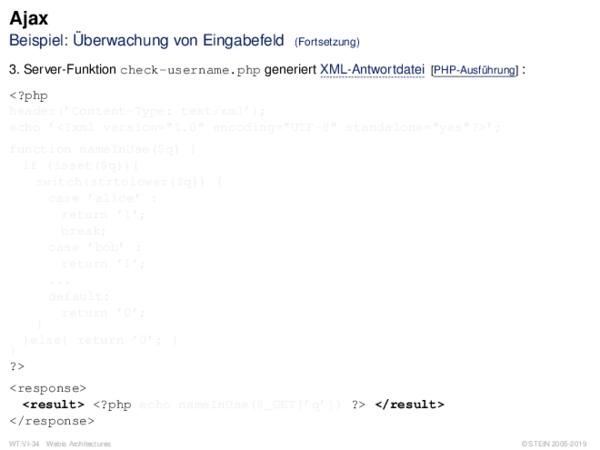 Ajax
Beispiel: Überwachung von Eingabefeld (Fortsetzung)
3. Server-Funktion check-username.php generiert XML-Antwortdatei [PHP-Ausführung] :
<?php
header('Content-Type: text/xml');
echo '<?xml version="1.0" encoding="UTF-8" standalone="yes"?>';
function nameInUse($q) {
if (isset($q)){
switch(strtolower($q)) {
case 'alice' :
return '1';
break;
case 'bob' :
return '1';
...
default:
return '0';
}
}else{ return '0'; }
}
?>
<response>
<result> <?php echo nameInUse($_GET['q']) ?> </result>
</response>
WT:VI-34 Webis Architectures ©STEIN 2005-2019